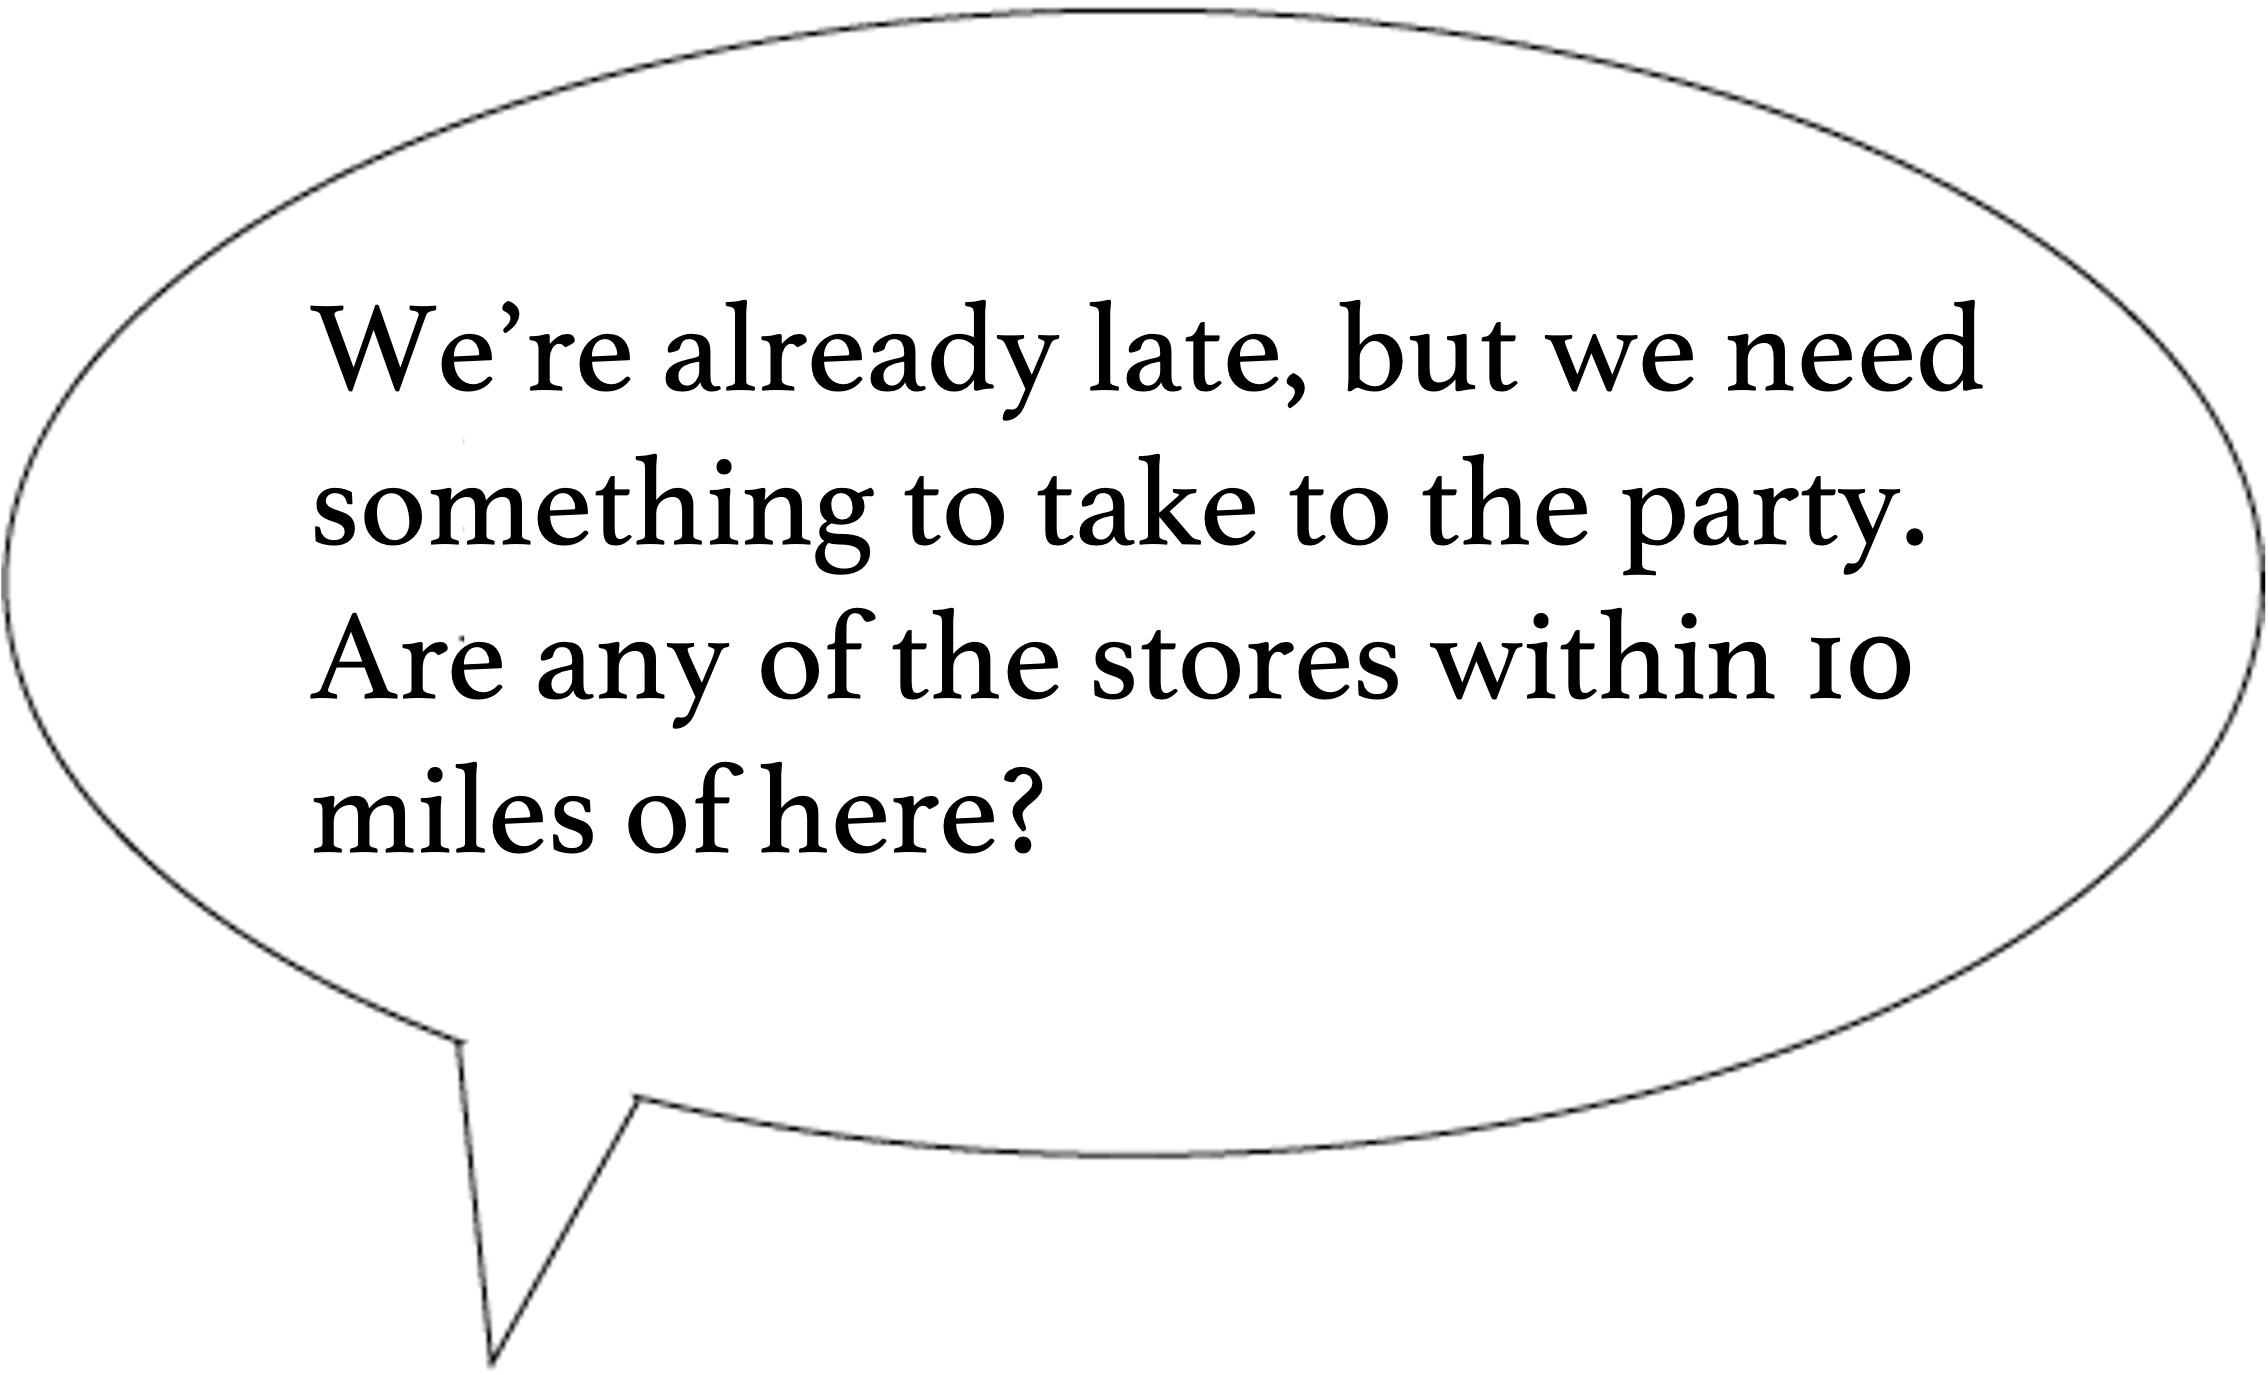 We’re already late, but we need
something to take to the party.
Are any of the stores within 10
miles of here?